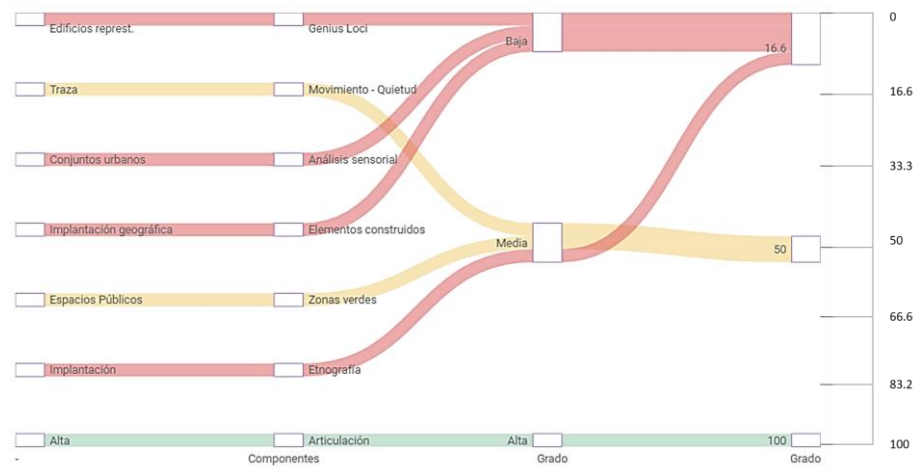 Edificios represt.
Genius Loci
0
Baja
16.6
Traza
Movimiento - Quietud
16.6
Conjuntos urbanos
Análisis sensorial
33.3
Implantación geográfica
Elementos construidos
Media
50
50
Espacios Públicos
Zonas verdes
66.6
Implantación
Etnografía
83.2
Alta
Articulación
Alta
100
100
-
Componentes
Grado
Grado